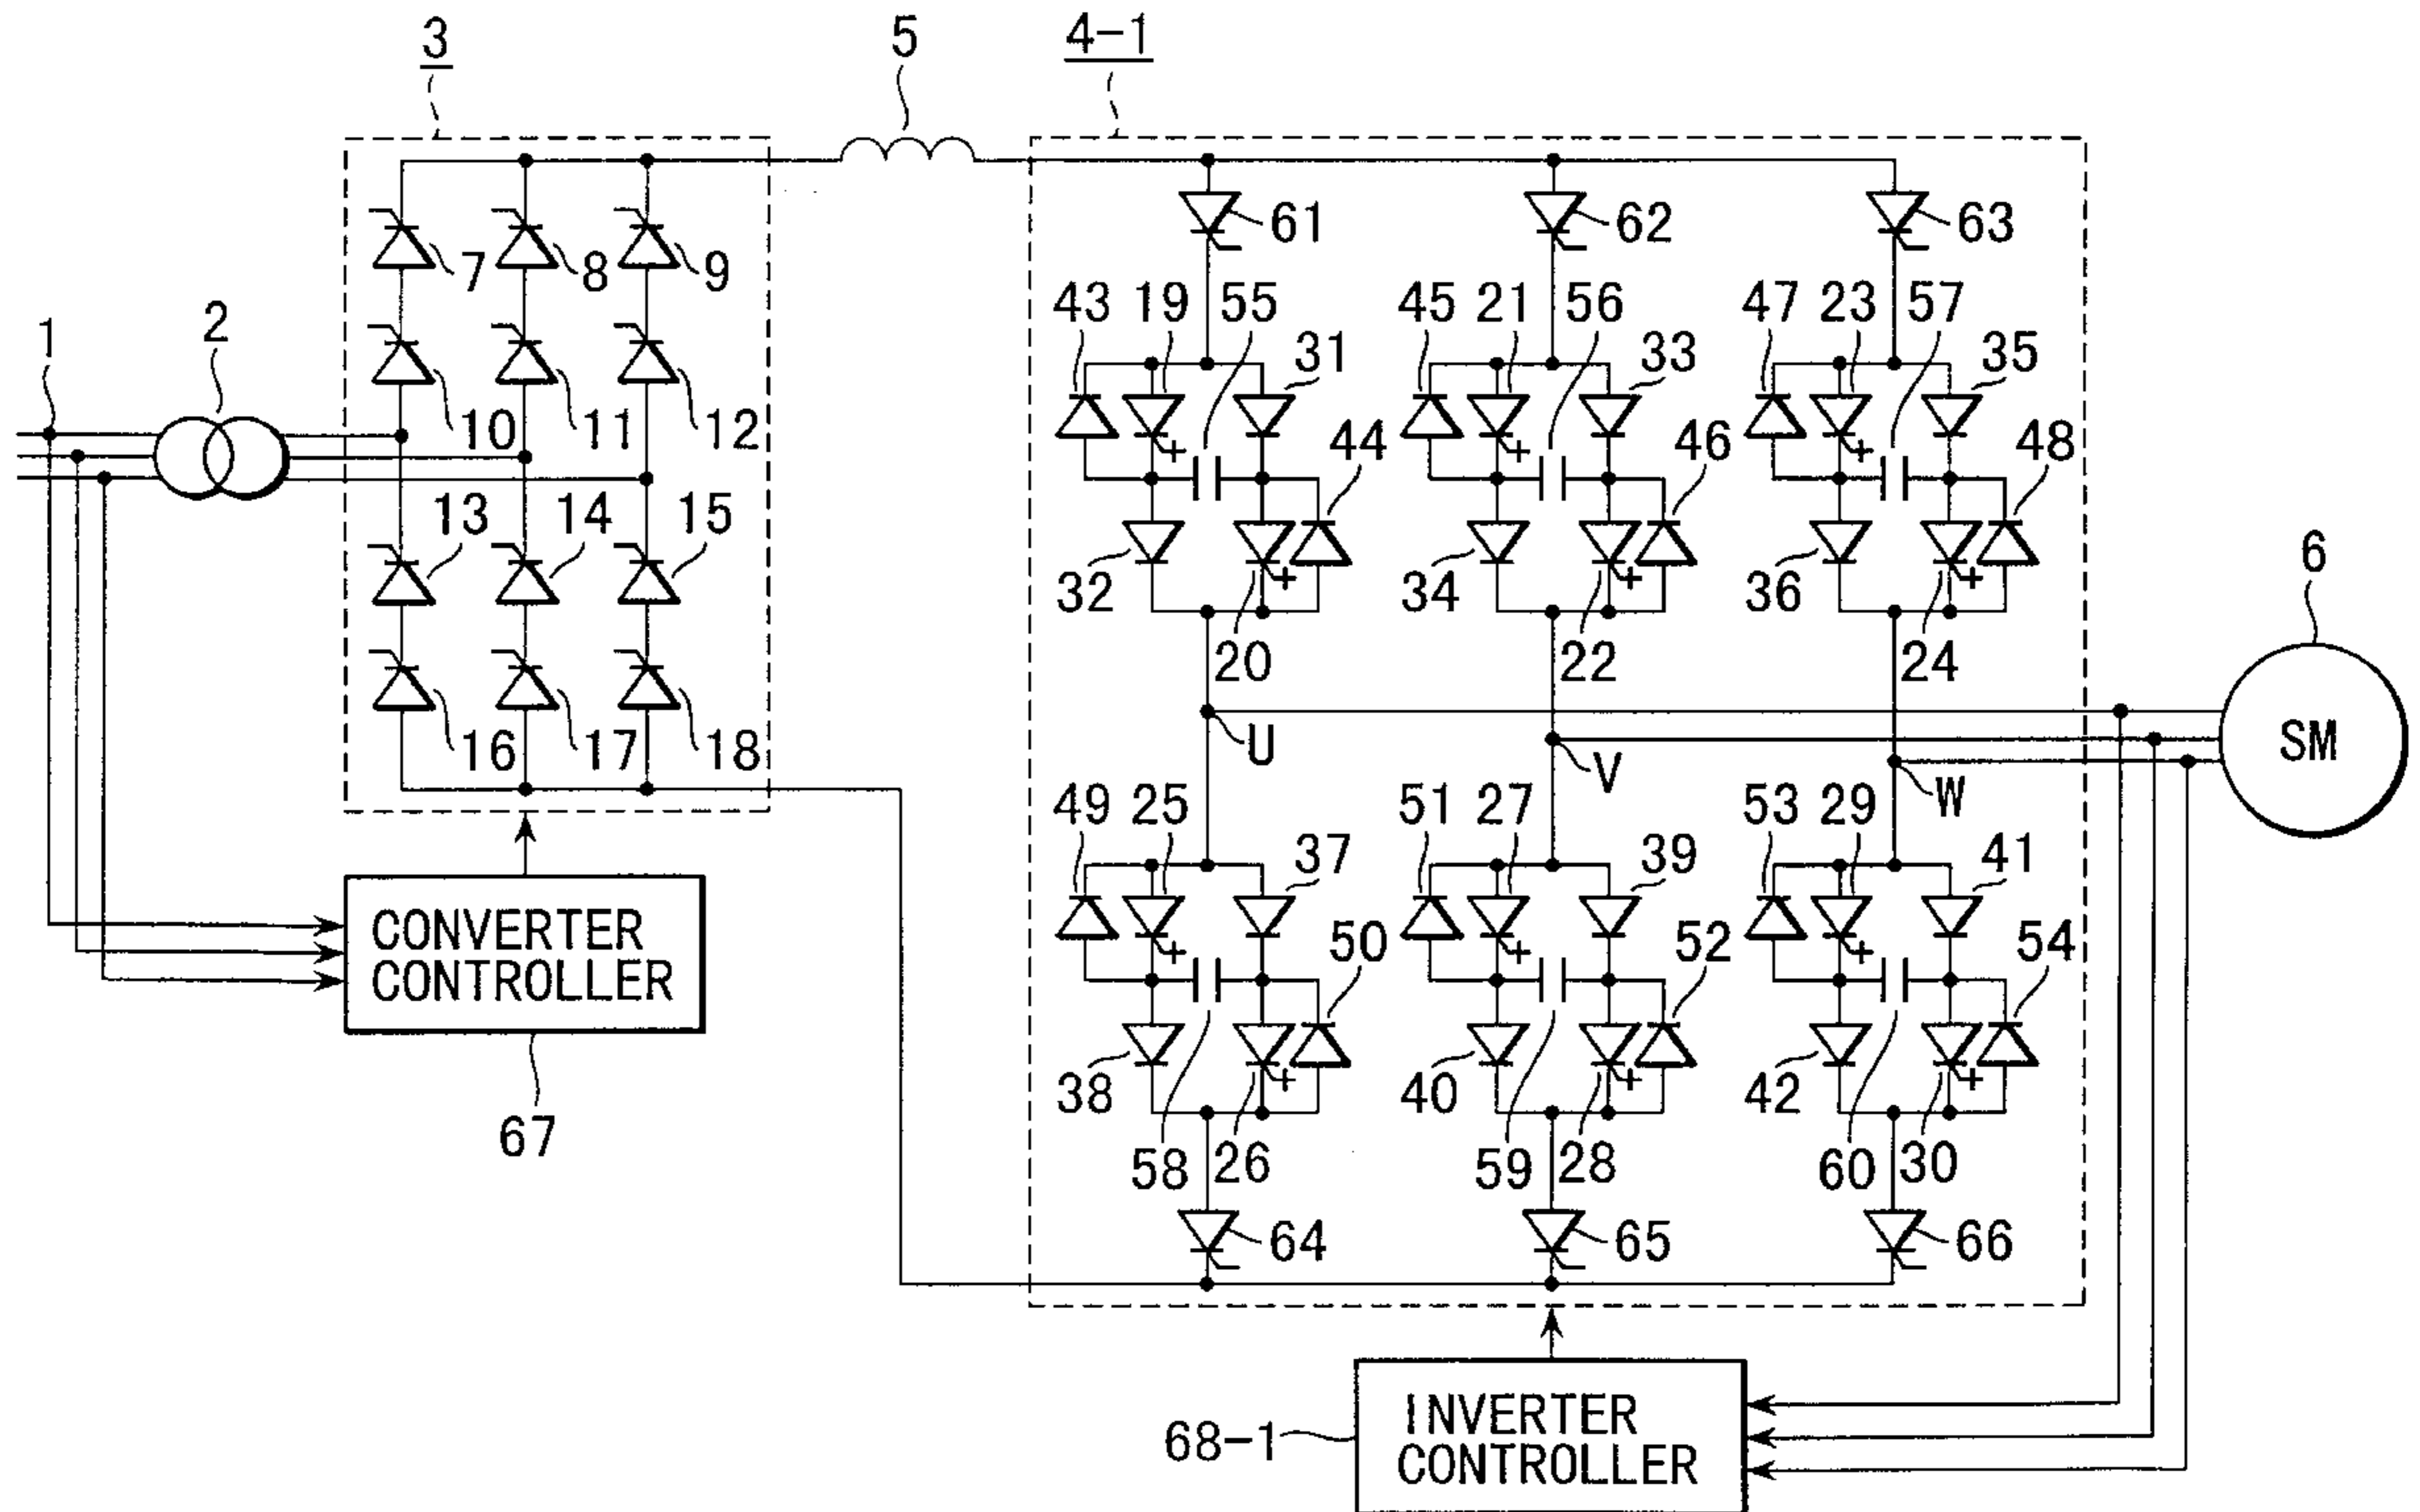 3 5 4-1
61 62 63
7 8 9
43 19 55 45 21 56 47 23 57
1 2 31 33 35
10 11 12
44 46 48
13 14 15
32 34 36 6
20 22 24
SM
16 17 18 U V W
49 25 51 27 53 29
37 39 41
CONVERTER
CONTROLLER
50 52 54
38 40 42
67
58 26 59 28 60 30
64 65 66
68-1
INVERTER
CONTROLLER